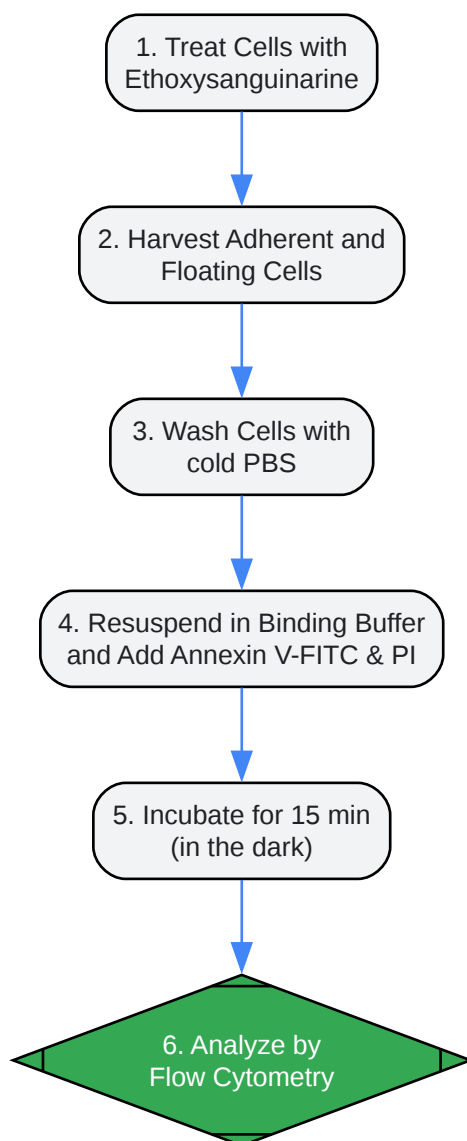 1. Treat Cells with
Ethoxysanguinarine
2. Harvest Adherent and
Floating Cells
3. Wash Cells with
cold PBS
4. Resuspend in Binding Buffer
and Add Annexin V-FITC & PI
5. Incubate for 15 min
(in the dark)
6. Analyze by
Flow Cytometry